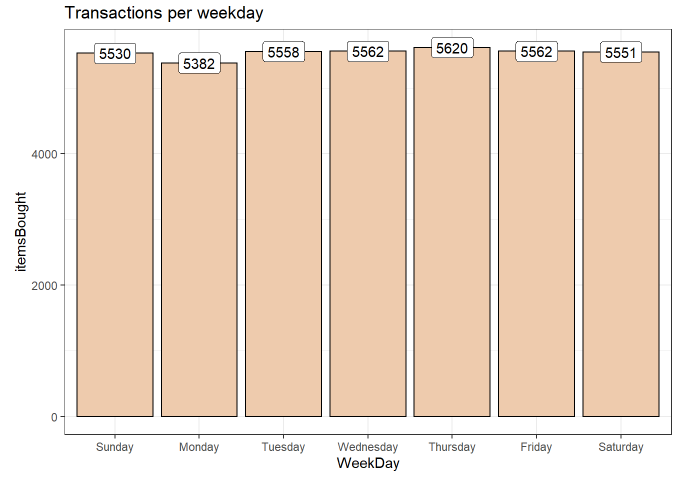 Transactions per weekday
5530 5382 5558 5562 5620 5562 5551
4000
2000
0
itemsBought
Sunday Monday Tuesday Wednesday Thursday Friday Saturday
WeekDay